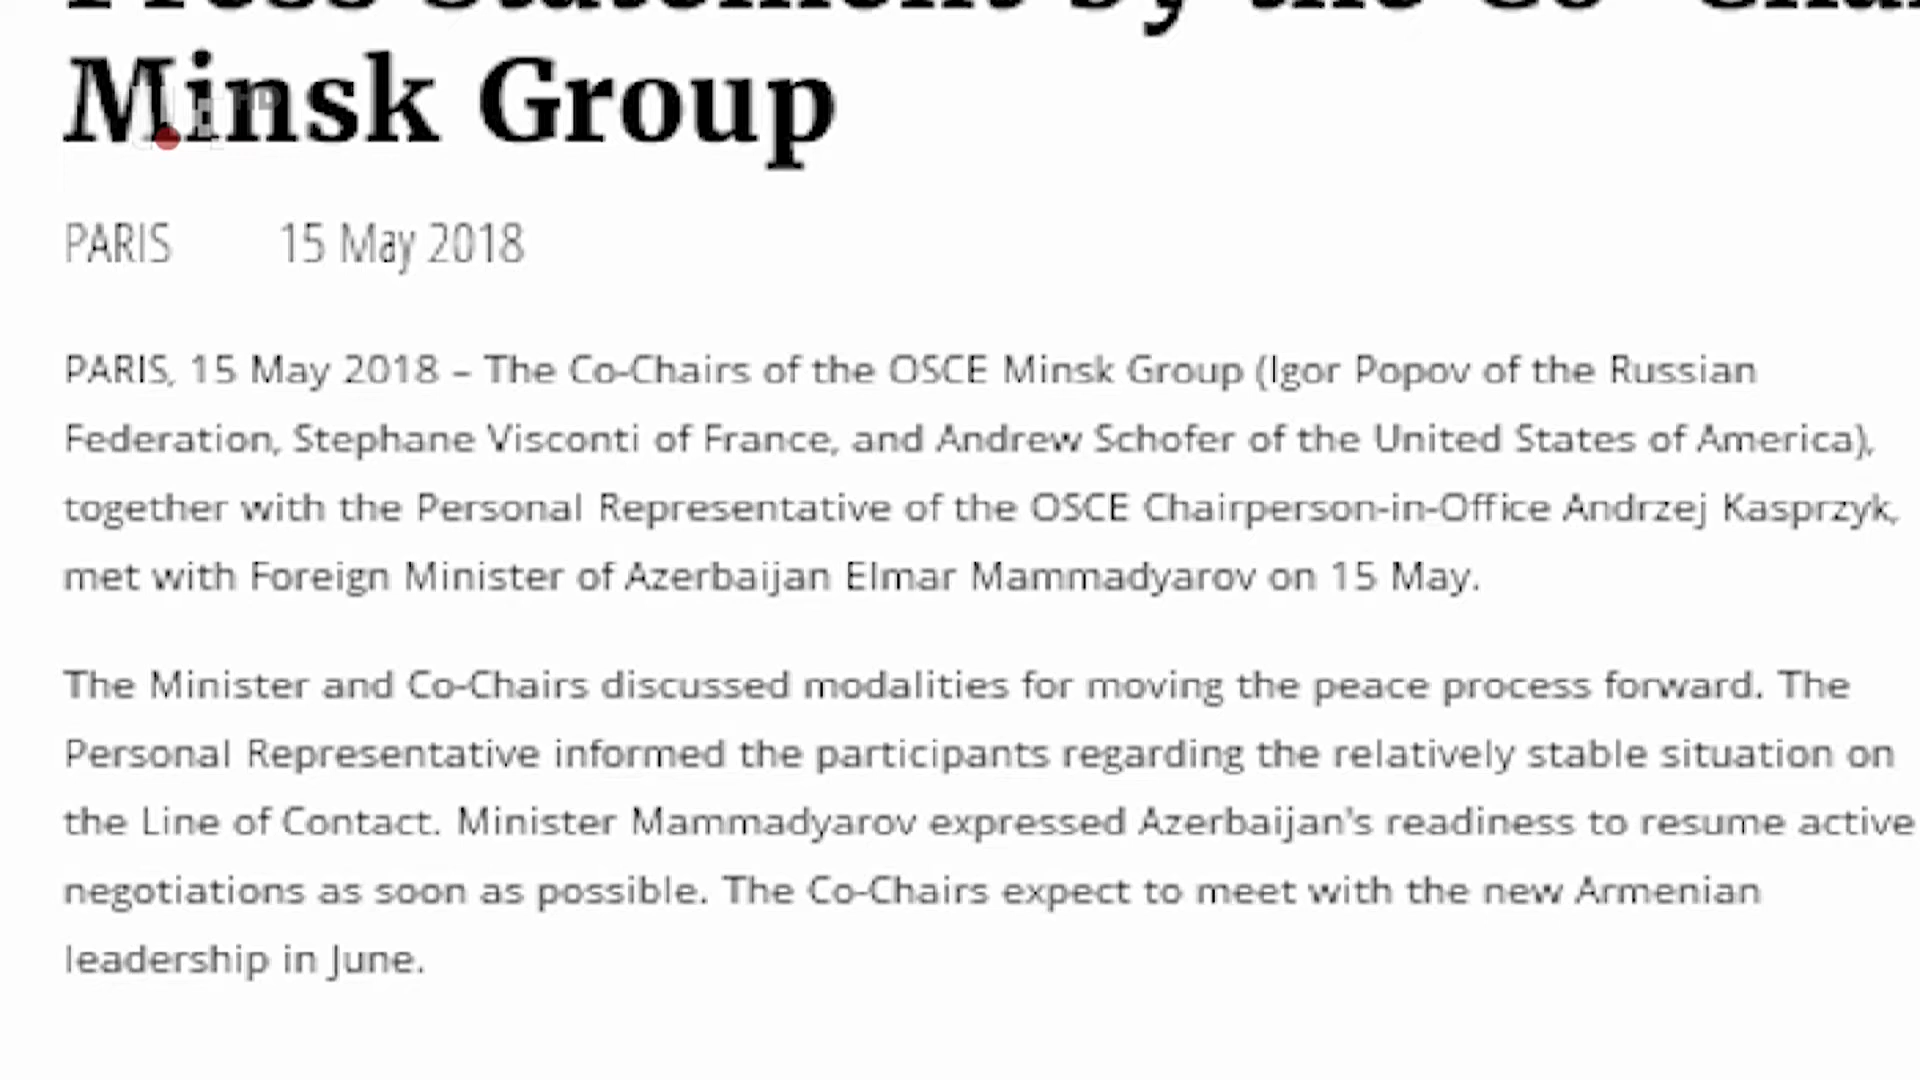 Press Statement by the Co-Chai
Minsk Group
PARIS 15 May 2018
PARIS, 15 May 2018 – The Co-Chairs of the OSCE Minsk Group (Igor Popov of the Russian
Federation, Stephane Visconti of France, and Andrew Schofer of the United States of America),
together with the Personal Representative of the OSCE Chairperson-in-Office Andrzej Kasprzyk,
met with Foreign Minister of Azerbaijan Elmar Mammadyarov on 15 May.
The Minister and Co-Chairs discussed modalities for moving the peace process forward. The
Personal Representative informed the participants regarding the relatively stable situation on
the Line of Contact. Minister Mammadyarov expressed Azerbaijan's readiness to resume active
negotiations as soon as possible. The Co-Chairs expect to meet with the new Armenian
leadership in June.